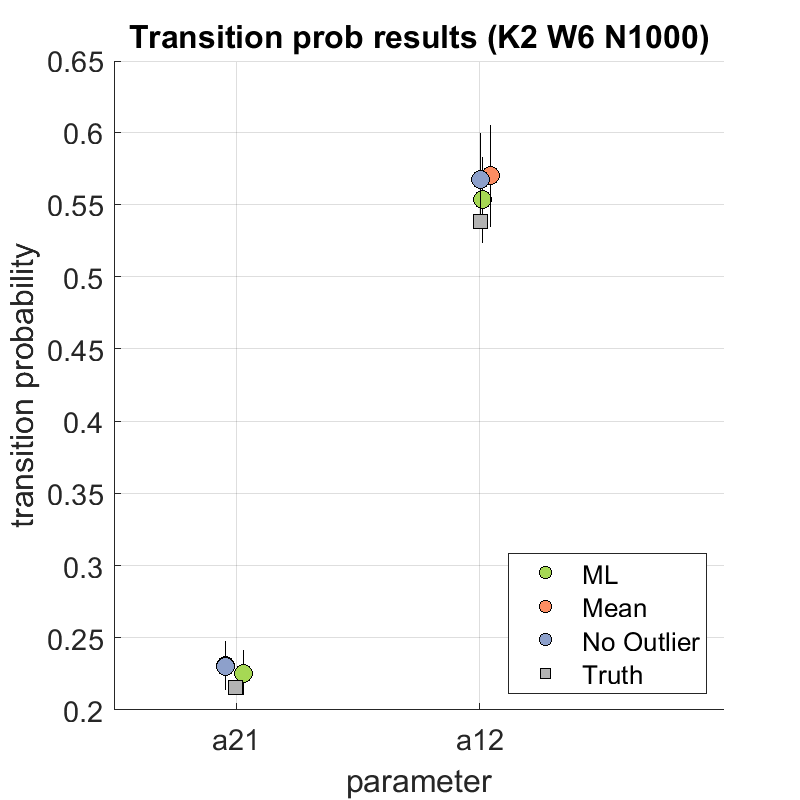 Transition prob results (K2 W6 N1000)
0.65
0.6
0.55
0.5
0.45
0.4
0.35
0.3
0.25
0.2
transition probability
a21
a12
parameter
ML
Mean
No Outlier
Truth